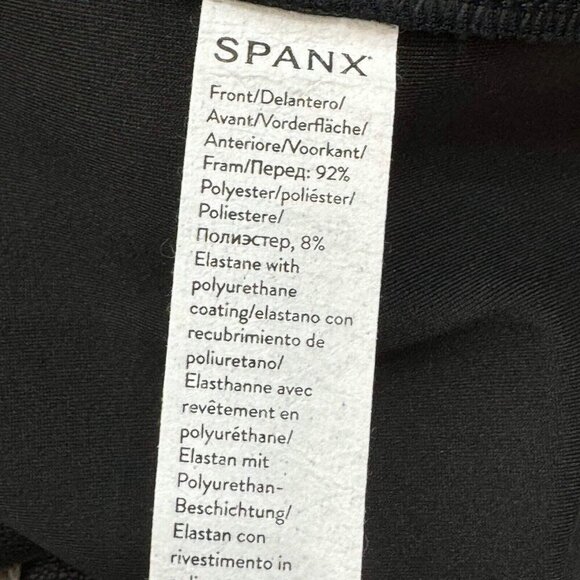 SPANX
Front/Delantero/
Avant/Vorderfläche/
Anteriore/Voorkant/
Fram/Перед: 92%
Polyester/poliéster/
Poliestere/
Полиэстер, 8%
Elastane with
polyurethane
coating/elastano con
recubrimiento de
poliuretano/
Elasthanne avec
revêtement en
polyuréthane/
Elastan mit
Polyurethan-
Beschichtung/
Elastan con
rivestimento in